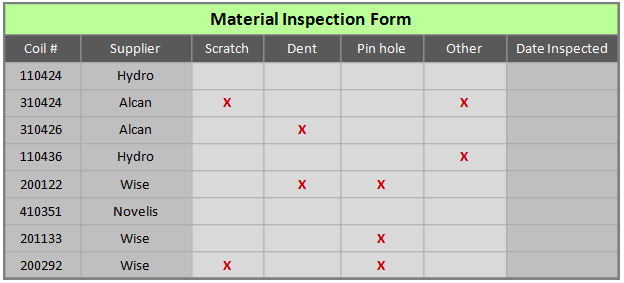 Material Inspection Form
Coil # Supplier Scratch Dent Pin hole Other Date Inspected
110424 Hydro
310424 Alcan X X
310426 Alcan X
110436 Hydro X
200122 Wise X X
410351 Novelis
201133 Wise X
200292 Wise X X